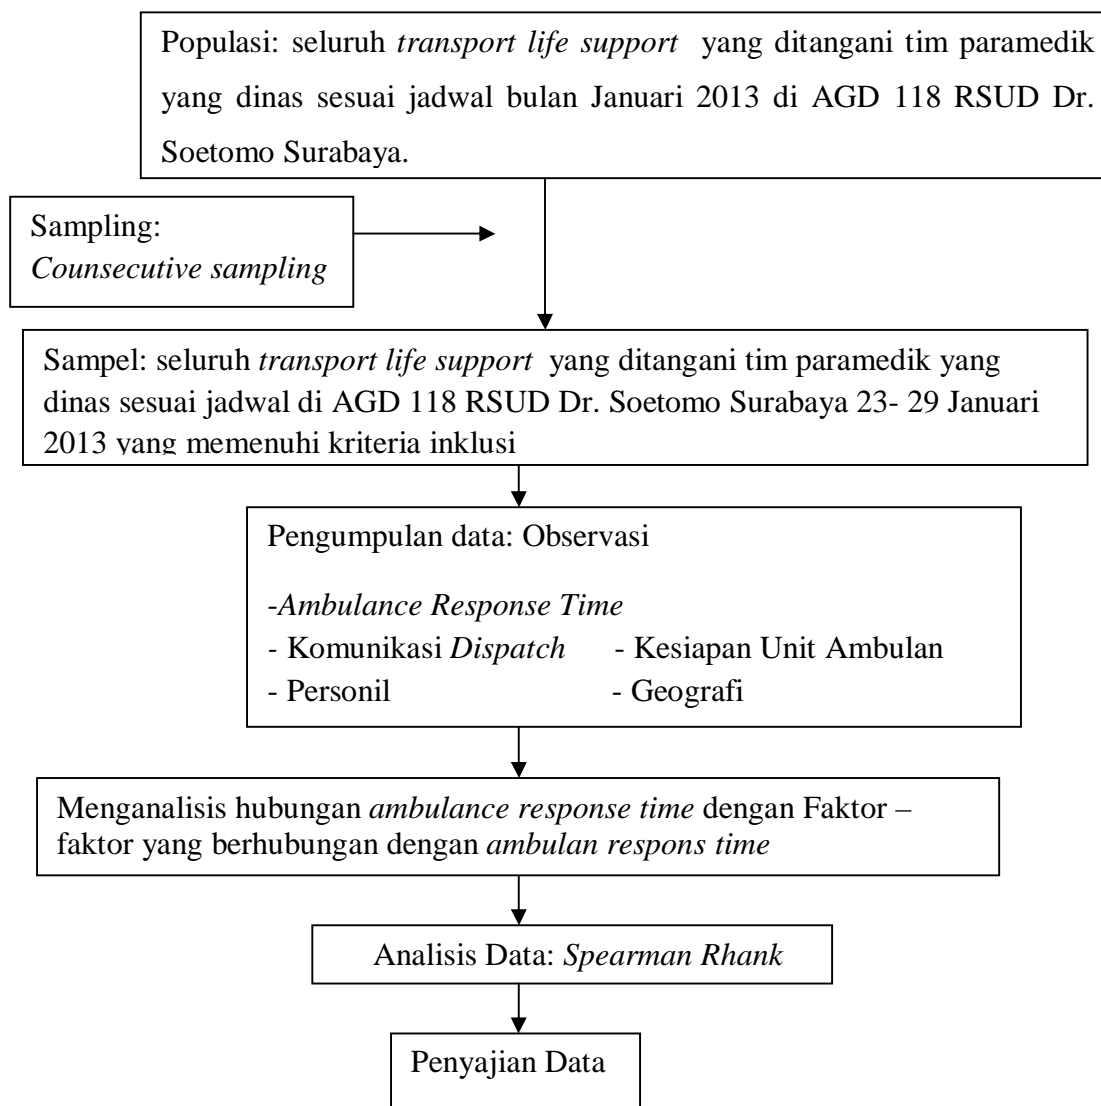 Populasi: seluruh transport life support yang ditangani tim paramedik
yang dinas sesuai jadwal bulan Januari 2013 di AGD 118 RSUD Dr.
Soetomo Surabaya.
Sampling:
Counsecutive sampling
Sampel: seluruh transport life support yang ditangani tim paramedik yang
dinas sesuai jadwal di AGD 118 RSUD Dr. Soetomo Surabaya 23- 29 Januari
2013 yang memenuhi kriteria inklusi
Pengumpulan data: Observasi
-Ambulance Response Time
- Komunikasi Dispatch - Kesiapan Unit Ambulan
- Personil - Geografi
Menganalisis hubungan ambulance response time dengan Faktor –
faktor yang berhubungan dengan ambulan respons time
Analisis Data: Spearman Rhank
Penyajian Data